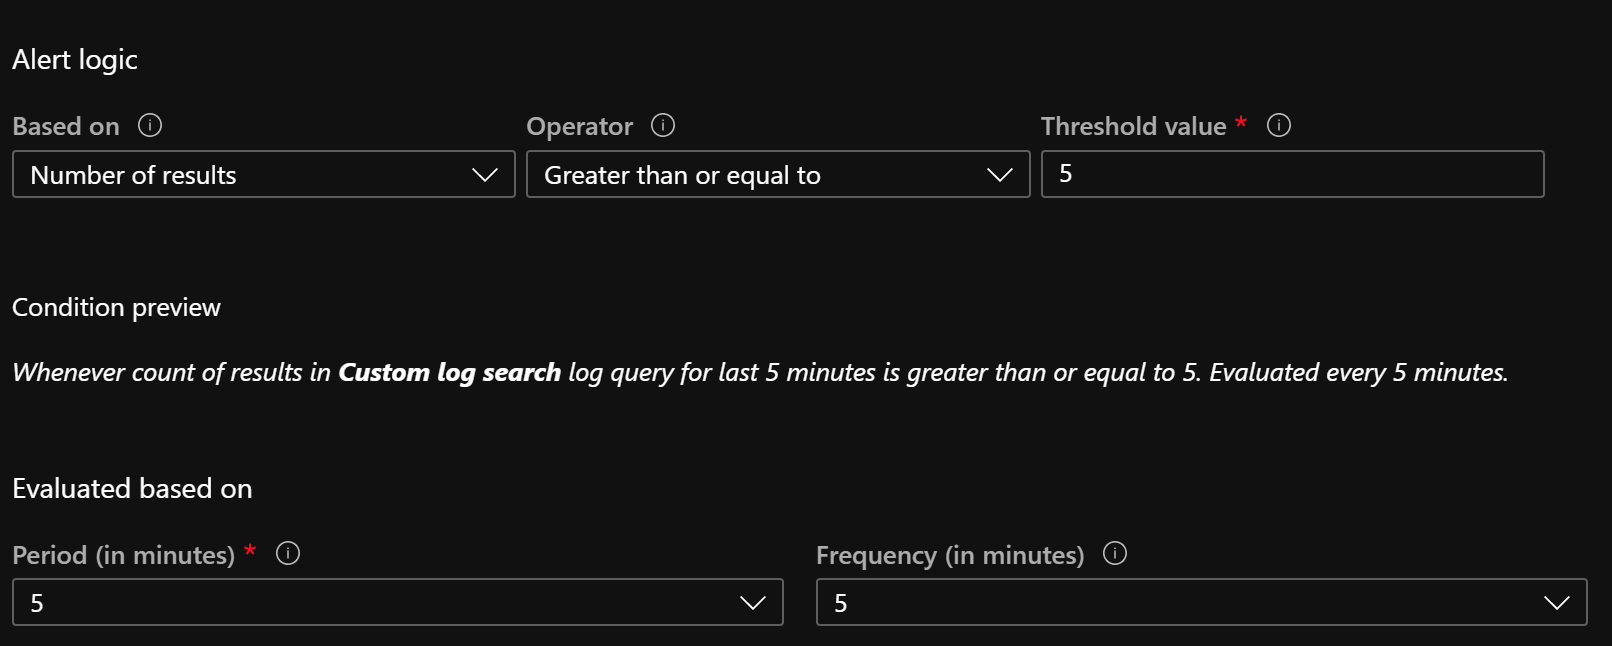 Alert logic
Based on
Operator
Threshold value *
Number of results
Greater than or equal to
5
Condition preview
Whenever count of results in Custom log search log query for last 5 minutes is greater than or equal to 5. Evaluated every 5 minutes.
Evaluated based on
Period (in minutes) *
Frequency (in minutes)
5
5